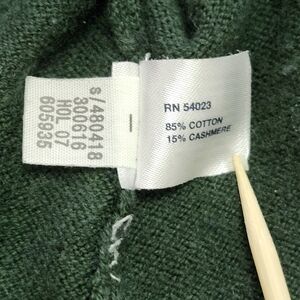 s/480418
300616
HOL 07
605935
RN 54023
85% COTTON
15% CASHMERE